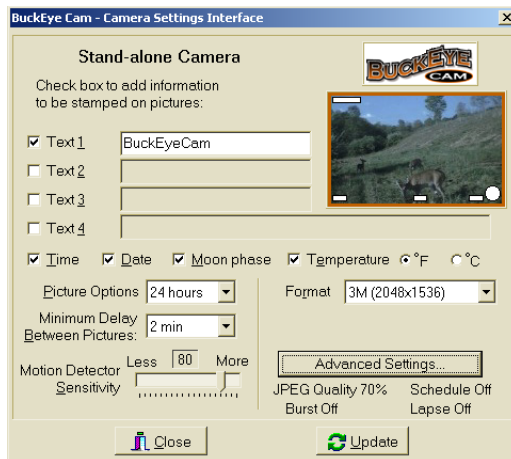 BuckEye Cam - Camera Settings Interface
Stand-alone Camera
BUCKEYE
CAM
Check box to add information
to be stamped on pictures:
Text 1 BuckEyeCam
Text 2
Text 3
Text 4
Time Date Moon phase Temperature °F °C
Picture Options 24 hours Format 3M (2048x1536)
Minimum Delay
Between Pictures: 2 min
Less 80 More
Motion Detector
Sensitivity
Advanced Settings...
JPEG Quality 70% Schedule Off
Burst Off Lapse Off
Close Update